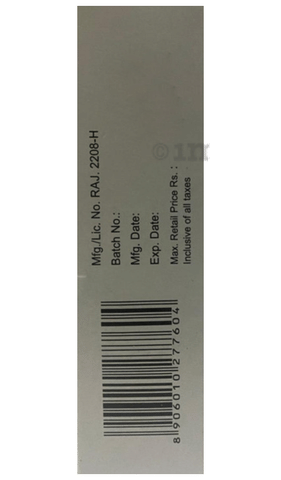 Mfg./Lic. No. RAJ. 2208-H
Batch No.:
Mfg. Date:
Exp. Date:
Max. Retail Price Rs. :
Inclusive of all taxes
8 906010 277604